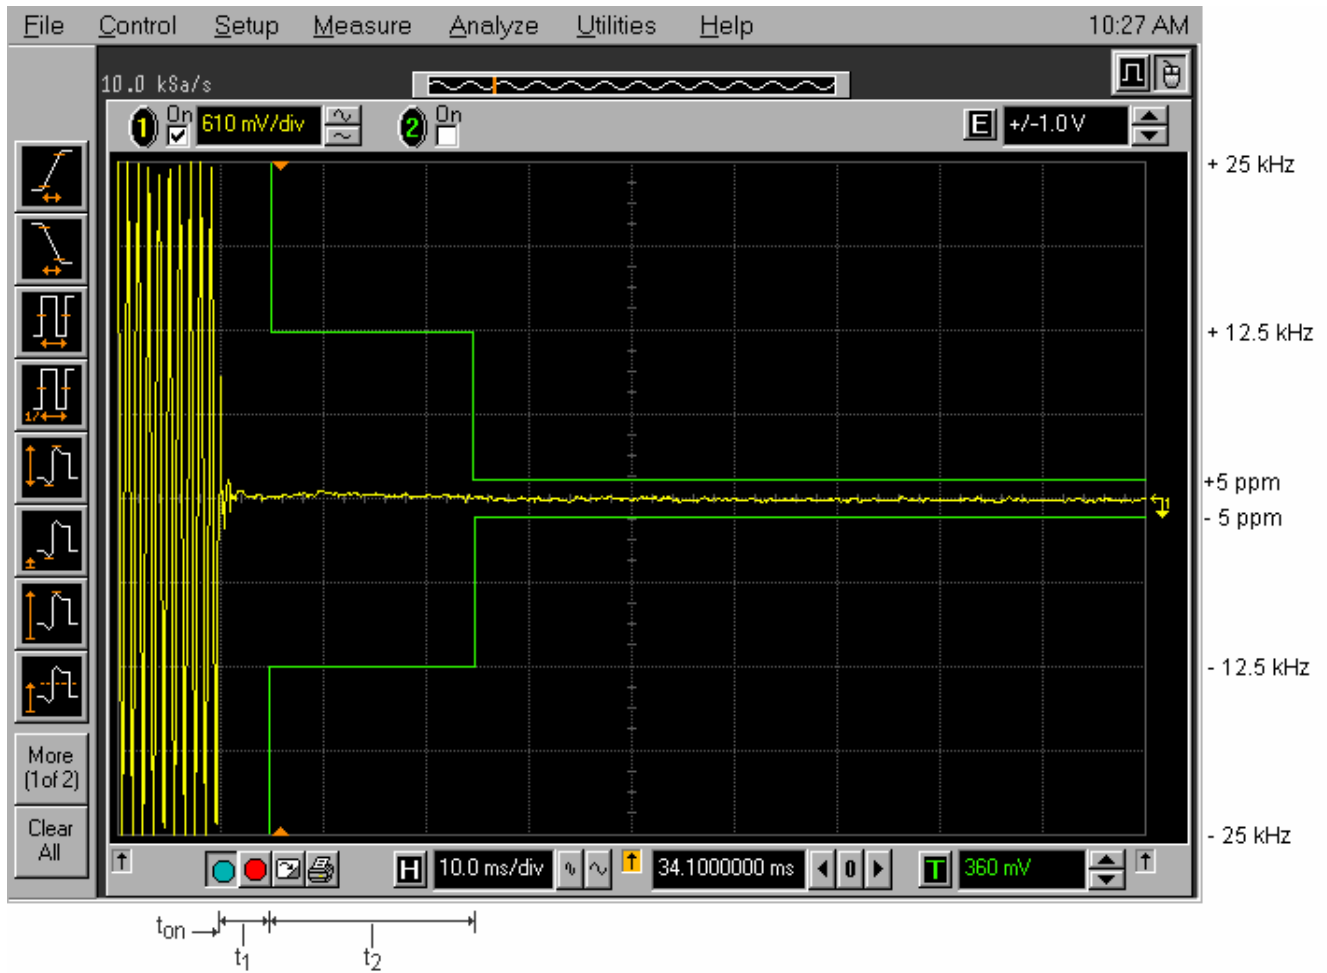 File Control Setup Measure Analyze Utilities Help 10:27 AM
10.0 kSa/s
1 On 610 mV/div 2 On E +/-1.0 V
+ 25 kHz
+ 12.5 kHz
+5 ppm
- 5 ppm
- 12.5 kHz
- 25 kHz
1/
More
(1of 2)
Clear
All
H 10.0 ms/div 34.1000000 ms 0 T 360 mV
ton
t1
t2